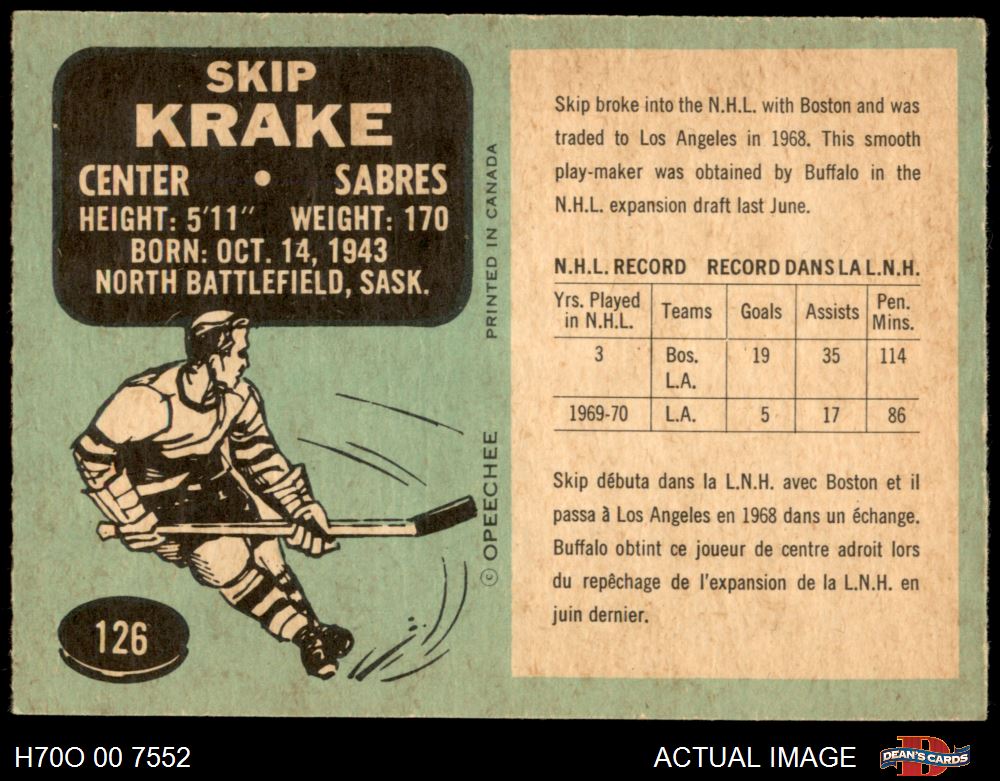 SKIP
KRAKE
CENTER • SABRES
HEIGHT: 5'11" WEIGHT: 170
BORN: OCT. 14, 1943
NORTH BATTLEFIELD, SASK.
126
© OPEECHEE PRINTED IN CANADA
Skip broke into the N.H.L. with Boston and was
traded to Los Angeles in 1968. This smooth
play-maker was obtained by Buffalo in the
N.H.L. expansion draft last June.
N.H.L. RECORD RECORD DANS LA L.N.H.
Yrs. Played Teams Goals Assists Pen.
in N.H.L. Mins.
3 Bos. 19 35 114
L.A.
1969-70 L.A. 5 17 86
Skip débuta dans la L.N.H. avec Boston et il
passa à Los Angeles en 1968 dans un échange.
Buffalo obtint ce joueur de centre adroit lors
du repêchage de l'expansion de la L.N.H. en
juin dernier.
H70O 00 7552 ACTUAL IMAGE D DEAN'S CARDS